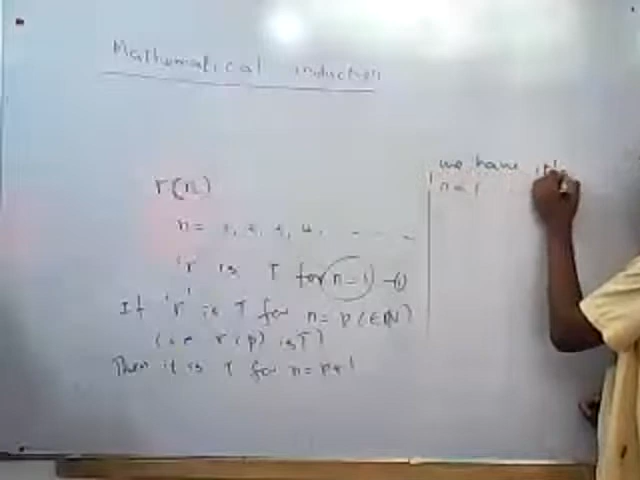 Mathematical induction
r(n)
n = 1, 2, 3, 4, - - - -
'r' is T for n = 1 -①
If 'r' is T for n = p (∈ N)
(i.e r(p) is T)
Then it is T for n = p+1
we have
n = 1